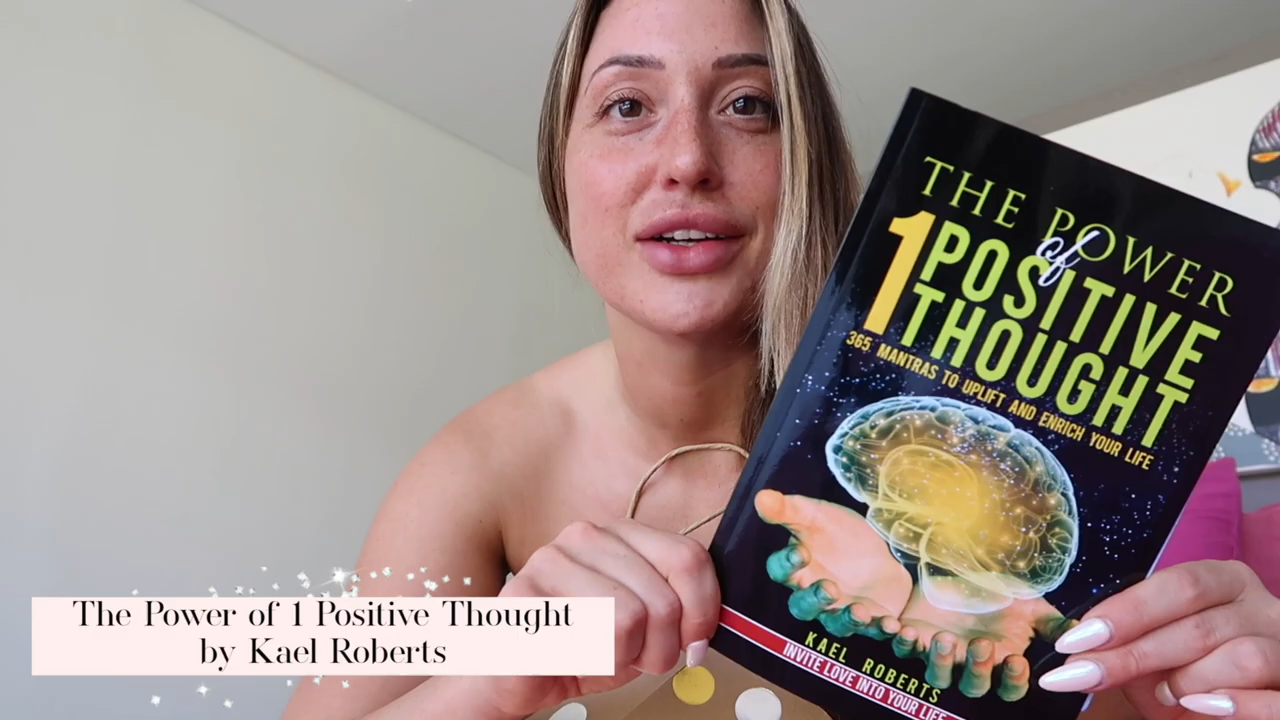 THE POWER
of
1 POSITIVE
THOUGHT
365 MANTRAS TO UPLIFT AND ENRICH YOUR LIFE
KAEL ROBERTS
INVITE LOVE INTO YOUR LIFE
The Power of 1 Positive Thought
by Kael Roberts